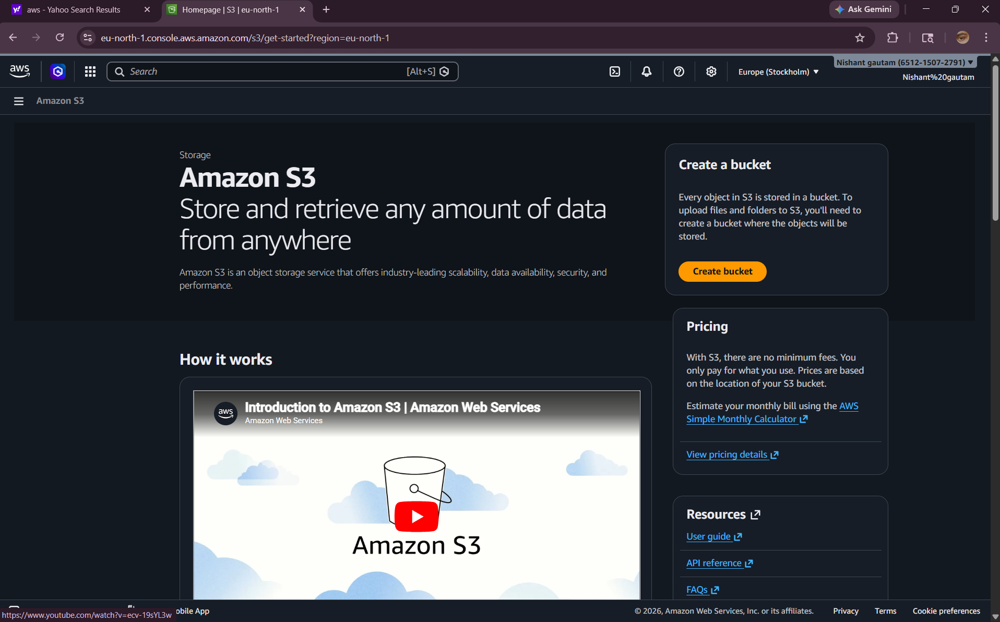 aws - Yahoo Search Results
Homepage | S3 | eu-north-1
Ask Gemini
eu-north-1.console.aws.amazon.com/s3/get-started?region=eu-north-1
aws
Search
[Alt+S]
Europe (Stockholm)
Nishant gautam (6512-1507-2791)
Nishant%20gautam
Amazon S3
Storage
Amazon S3
Store and retrieve any amount of data
from anywhere
Amazon S3 is an object storage service that offers industry-leading scalability, data availability, security, and
performance.
Create a bucket
Every object in S3 is stored in a bucket. To
upload files and folders to S3, you'll need to
create a bucket where the objects will be
stored.
Create bucket
Pricing
With S3, there are no minimum fees. You
only pay for what you use. Prices are based
on the location of your S3 bucket.
Estimate your monthly bill using the AWS
Simple Monthly Calculator
View pricing details
How it works
aws
Introduction to Amazon S3 | Amazon Web Services
Amazon Web Services
Amazon S3
Resources
User guide
API reference
FAQs
https://www.youtube.com/watch?v=ecv-19sYL3w
obile App
© 2026, Amazon Web Services, Inc. or its affiliates.
Privacy
Terms
Cookie preferences